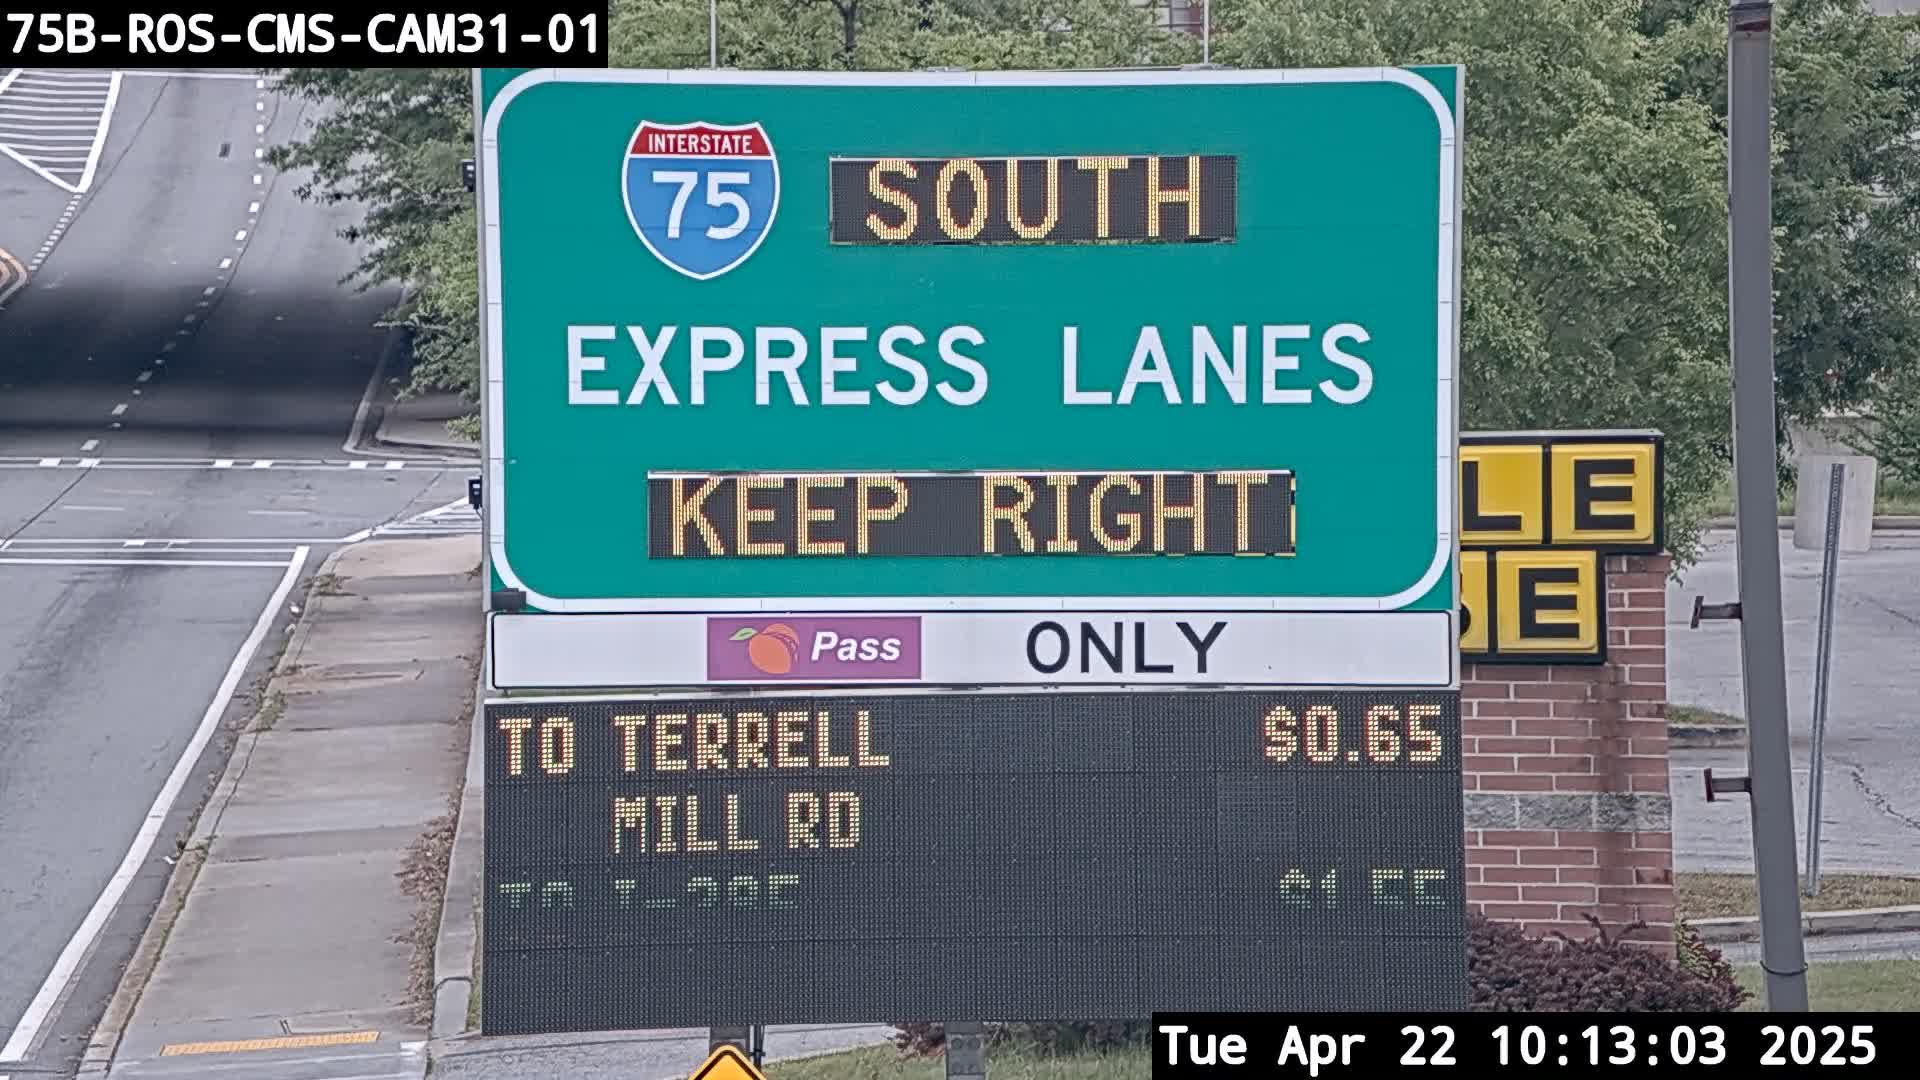 75B-ROS-CMS-CAM31-01
INTERSTATE
75
SOUTH
EXPRESS LANES
KEEP RIGHT
LE
E
Pass ONLY
TO TERRELL $0.65
MILL RD
Tue Apr 22 10:13:03 2025